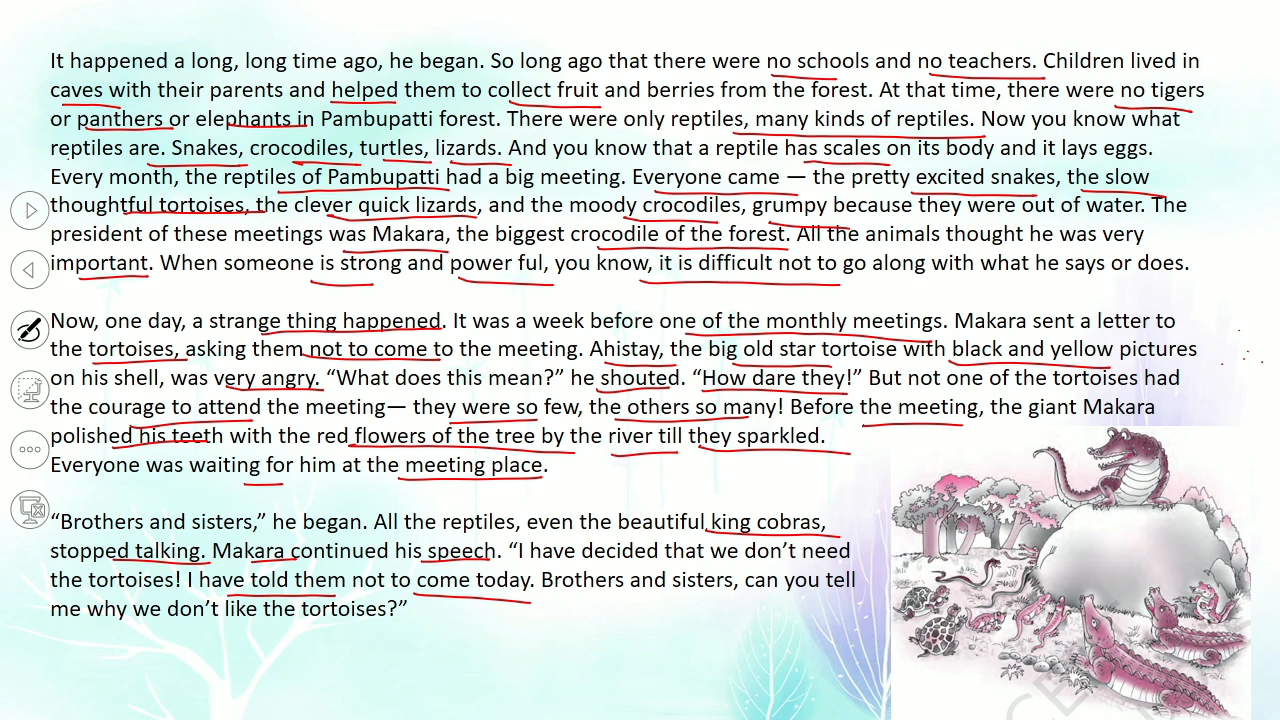 It happened a long, long time ago, he began. So long ago that there were no schools and no teachers. Children lived in
caves with their parents and helped them to collect fruit and berries from the forest. At that time, there were no tigers
or panthers or elephants in Pambupatti forest. There were only reptiles, many kinds of reptiles. Now you know what
reptiles are. Snakes, crocodiles, turtles, lizards. And you know that a reptile has scales on its body and it lays eggs.
Every month, the reptiles of Pambupatti had a big meeting. Everyone came — the pretty excited snakes, the slow
thoughtful tortoises, the clever quick lizards, and the moody crocodiles, grumpy because they were out of water. The
president of these meetings was Makara, the biggest crocodile of the forest. All the animals thought he was very
important. When someone is strong and power ful, you know, it is difficult not to go along with what he says or does.
Now, one day, a strange thing happened. It was a week before one of the monthly meetings. Makara sent a letter to
the tortoises, asking them not to come to the meeting. Ahistay, the big old star tortoise with black and yellow pictures
on his shell, was very angry. “What does this mean?” he shouted. “How dare they!” But not one of the tortoises had
the courage to attend the meeting— they were so few, the others so many! Before the meeting, the giant Makara
polished his teeth with the red flowers of the tree by the river till they sparkled.
Everyone was waiting for him at the meeting place.
“Brothers and sisters,” he began. All the reptiles, even the beautiful king cobras,
stopped talking. Makara continued his speech. “I have decided that we don’t need
the tortoises! I have told them not to come today. Brothers and sisters, can you tell
me why we don’t like the tortoises?”